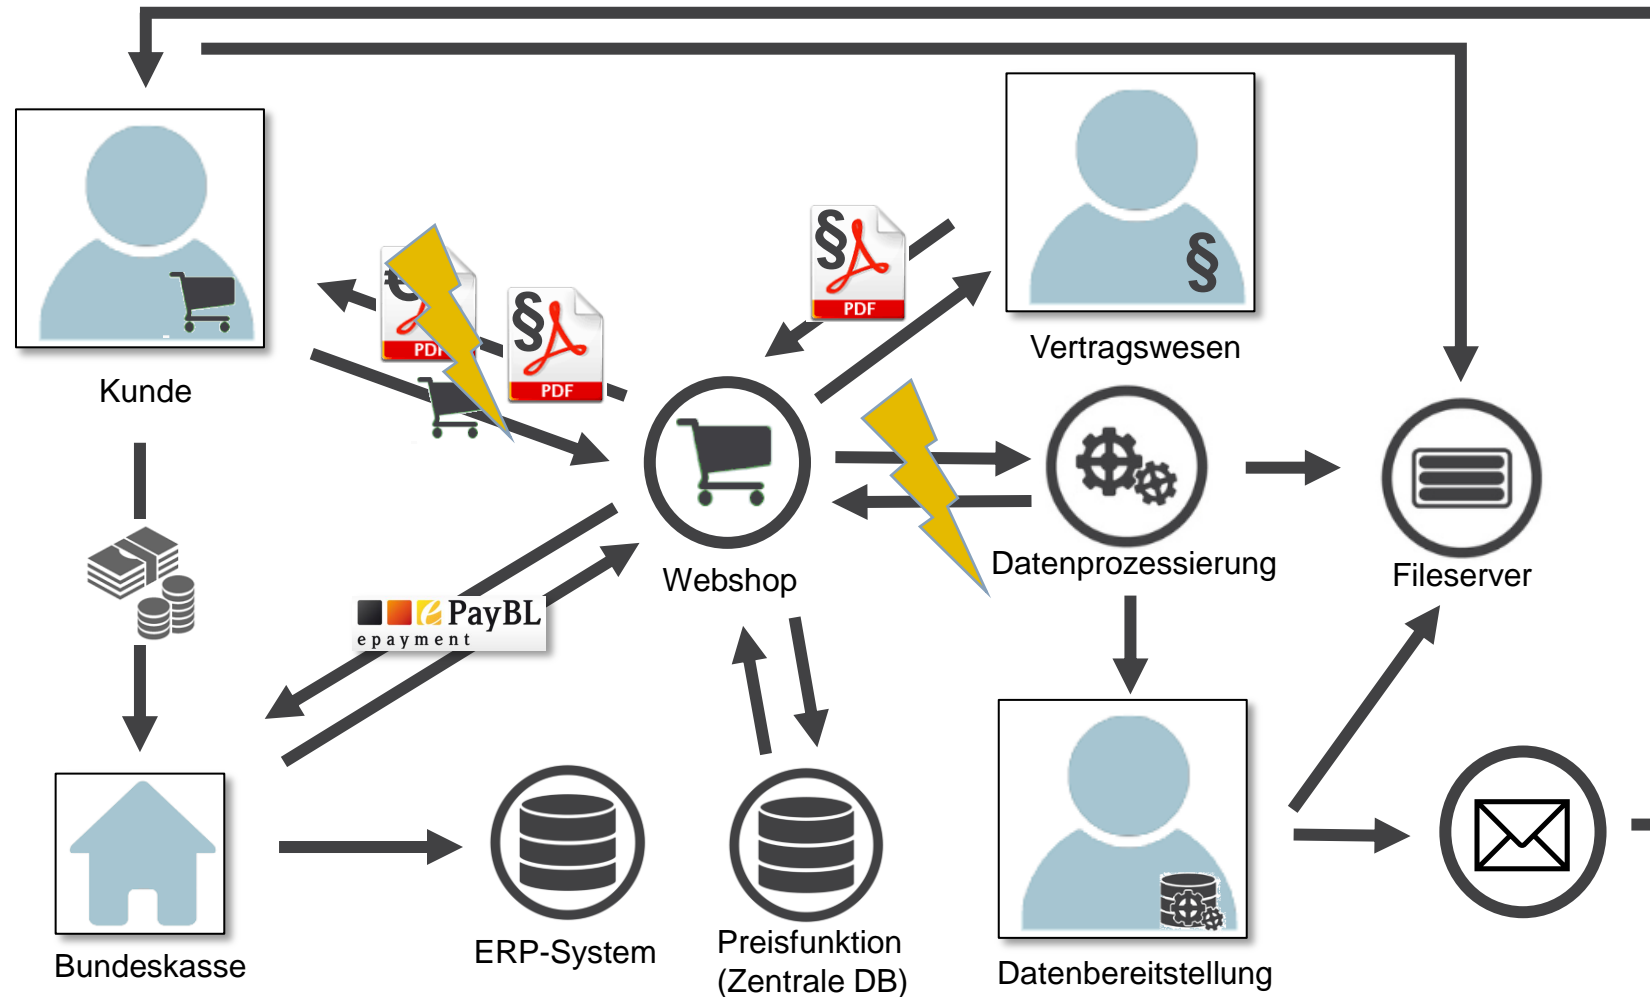 §
§
Vertragswesen
€
PDF
§
PDF
§
PDF
Kunde
Webshop
Datenprozessierung
Fileserver
e PayBL
epayment
Bundeskasse
ERP-System
Preisfunktion
(Zentrale DB)
Datenbereitstellung